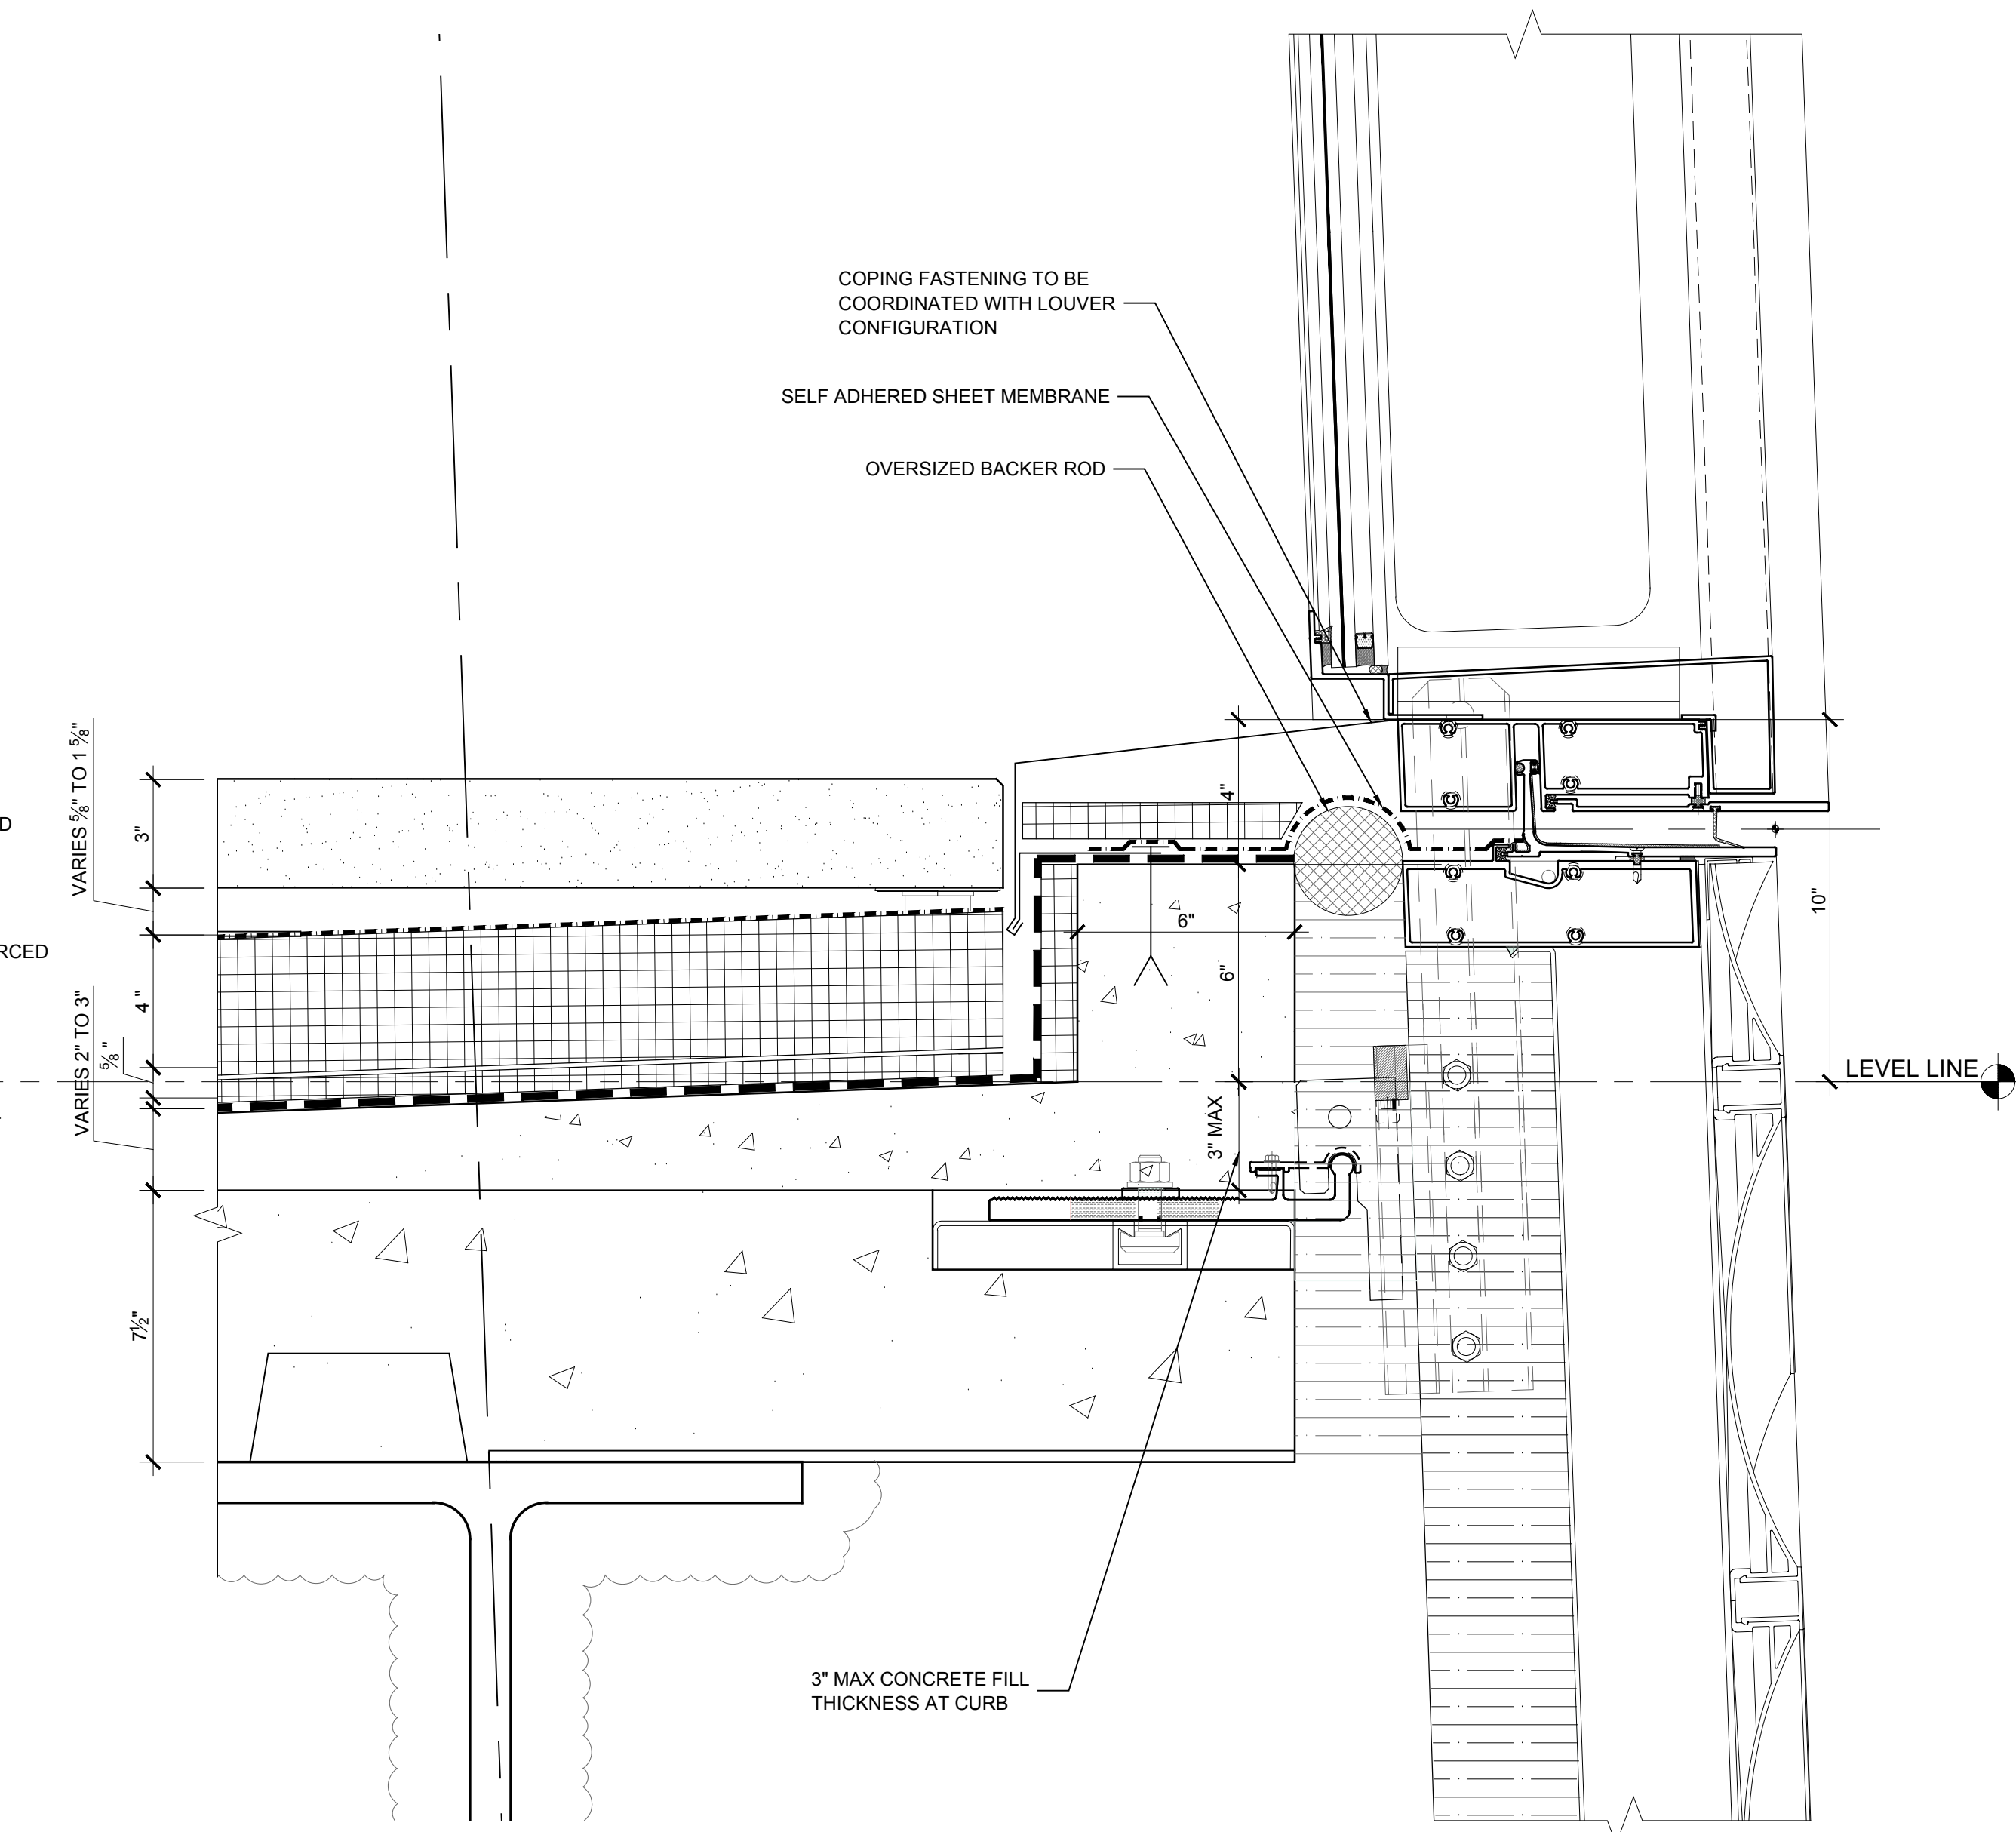 COPING FASTENING TO BE
COORDINATED WITH LOUVER
CONFIGURATION
SELF ADHERED SHEET MEMBRANE
OVERSIZED BACKER ROD
VARIES 5/8" TO 1 5/8"
3"
D
RCED
4 "
VARIES 2" TO 3"
5/8 "
7½"
4"
6"
6"
3" MAX
10"
LEVEL LINE
3" MAX CONCRETE FILL
THICKNESS AT CURB